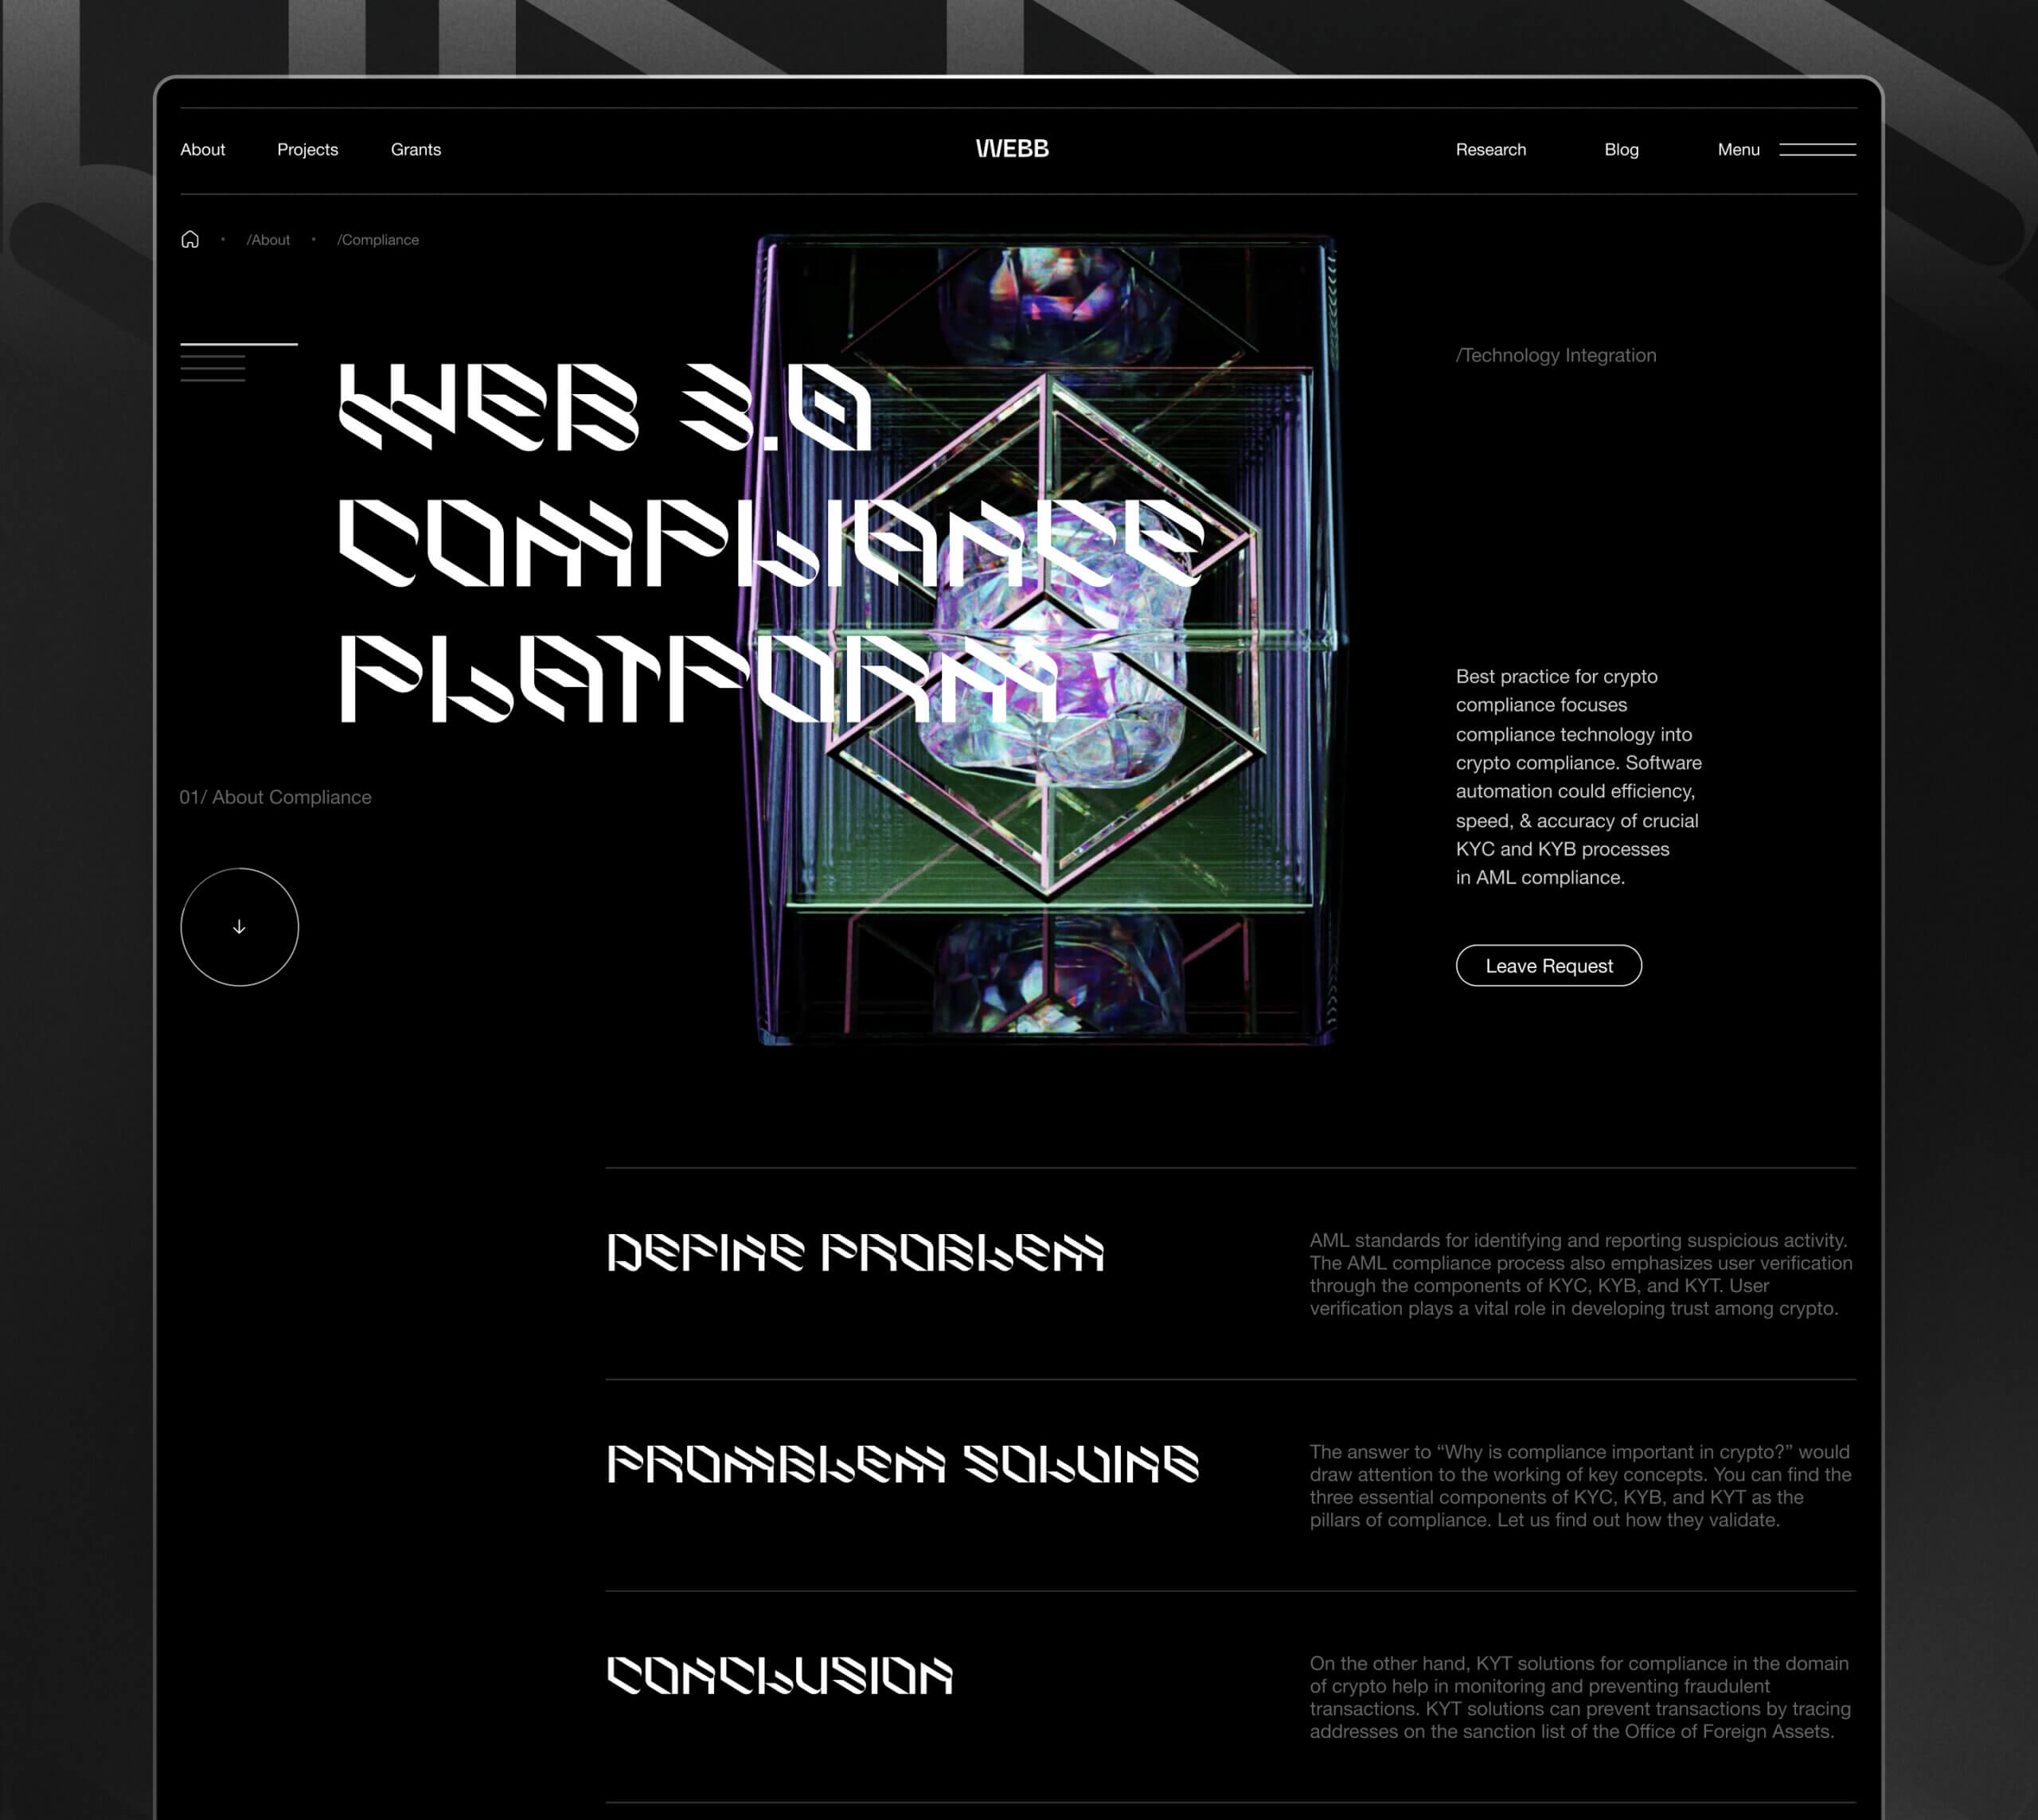 About
Projects
Grants
WEBB
Research
Blog
Menu
/About
/Compliance
WEB 3.0
COMPLIANCE
PLATFORM
/Technology Integration
Best practice for crypto
compliance focuses
compliance technology into
crypto compliance. Software
automation could efficiency,
speed, & accuracy of crucial
KYC and KYB processes
in AML compliance.
Leave Request
01/ About Compliance
DEFINE PROBLEM
AML standards for identifying and reporting suspicious activity.
The AML compliance process also emphasizes user verification
through the components of KYC, KYB, and KYT. User
verification plays a vital role in developing trust among crypto.
PROMBLEM SOLVING
The answer to “Why is compliance important in crypto?” would
draw attention to the working of key concepts. You can find the
three essential components of KYC, KYB, and KYT as the
pillars of compliance. Let us find out how they validate.
CONCLUSION
On the other hand, KYT solutions for compliance in the domain
of crypto help in monitoring and preventing fraudulent
transactions. KYT solutions can prevent transactions by tracing
addresses on the sanction list of the Office of Foreign Assets.